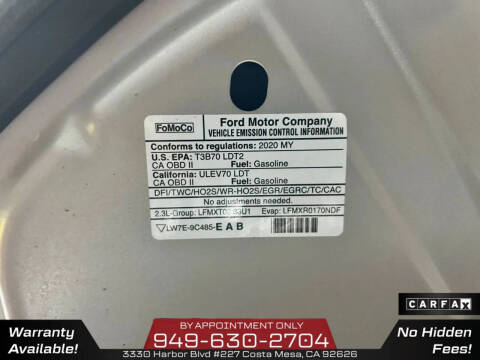 FoMoCo
Ford Motor Company
VEHICLE EMISSION CONTROL INFORMATION
Conforms to regulations: 2020 MY
U.S. EPA: T3B70 LDT2
CA OBD II Fuel: Gasoline
California: ULEV70 LDT
CA OBD II Fuel: Gasoline
DFI/TWC/HO2S/WR-HO2S/EGR/EGRC/TC/CAC
No adjustments needed.
2.3L-Group: Evap: LFMXR0170NDF
LW7E-9C485-E A B
Warranty
Available!
BY APPOINTMENT ONLY
949-630-2704
3330 Harbor Blvd #227 Costa Mesa, CA 92626
CARFAX
No Hidden
Fees!